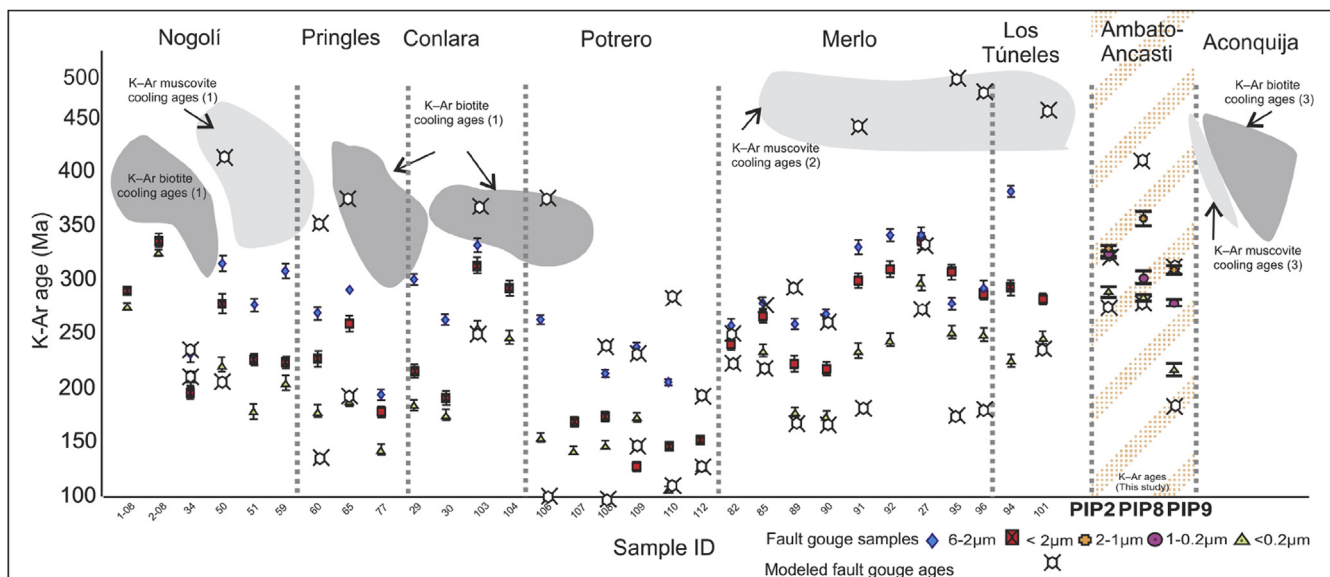 Nogolí
Pringles
Conlara
Potrero
Merlo
Los
Túneles
Ambato-
Ancasti
Aconquija
K-Ar age (Ma)
500
450
400
350
300
250
200
150
100
K–Ar muscovite
cooling ages (1)
K–Ar biotite
cooling ages (1)
K–Ar biotite
cooling ages (1)
K–Ar muscovite
cooling ages (2)
K–Ar biotite
cooling ages (3)
K–Ar muscovite
cooling ages (3)
K–Ar ages
(This study)
1-08
2-08
34
50
51
59
60
65
77
29
30
103
104
106
107
108
109
110
112
82
85
89
90
91
92
27
95
96
94
101
PIP2 PIP8 PIP9
Sample ID
Fault gouge samples 6-2μm < 2μm 2-1μm 1-0.2μm <0.2μm
Modeled fault gouge ages